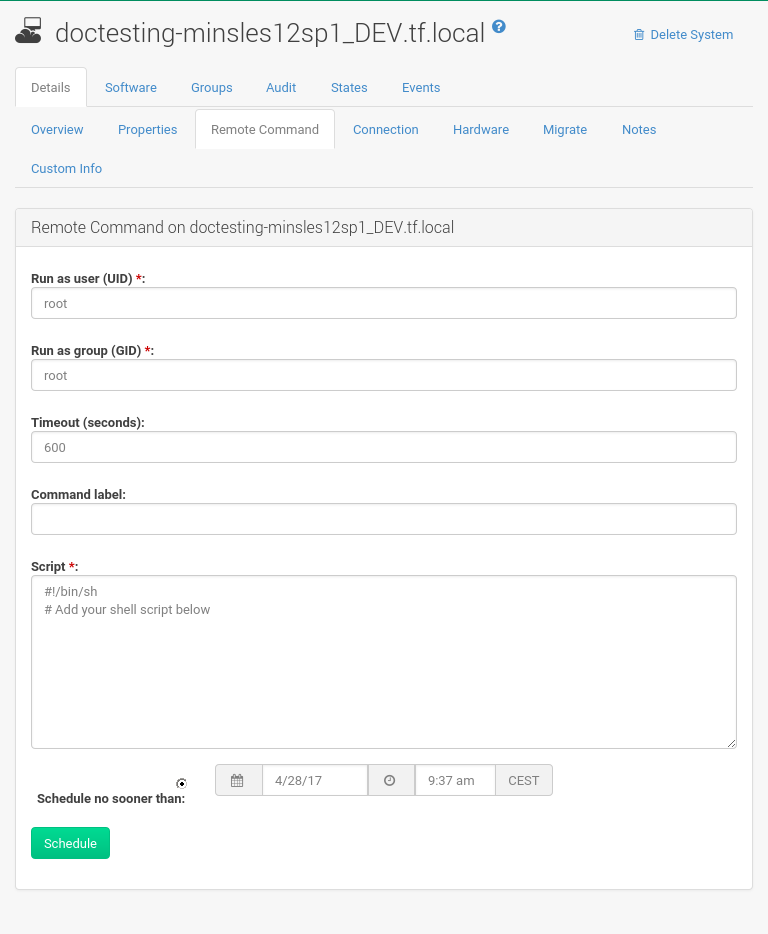 doctesting-minsles12sp1_DEV.tf.local ?
Delete System
Details Software Groups Audit States Events
Overview Properties Remote Command Connection Hardware Migrate Notes
Custom Info
Remote Command on doctesting-minsles12sp1_DEV.tf.local
Run as user (UID) *:
root
Run as group (GID) *:
root
Timeout (seconds):
600
Command label:
Script *:
#!/bin/sh
# Add your shell script below
Schedule no sooner than: 4/28/17 9:37 am CEST
Schedule